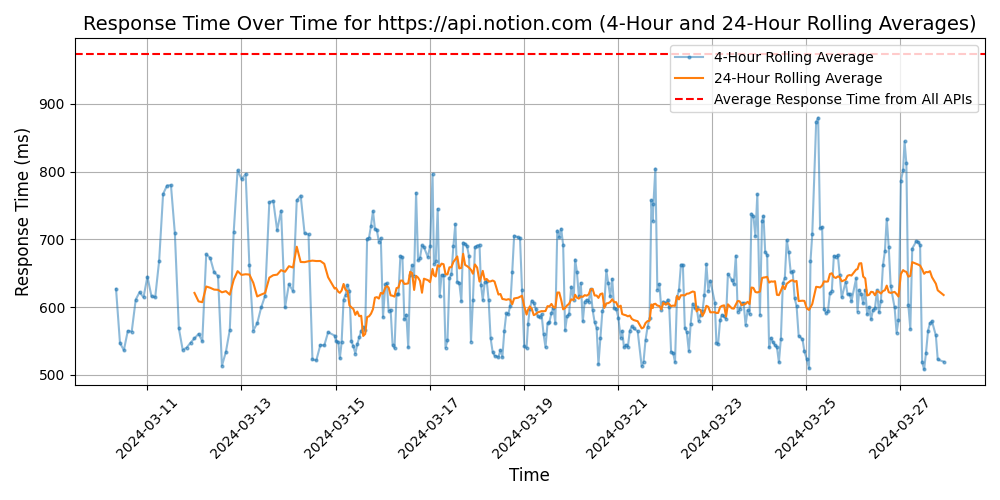 Response Time Over Time for https://api.notion.com (4-Hour and 24-Hour Rolling Averages)
4-Hour Rolling Average
24-Hour Rolling Average
Average Response Time from All APIs
Response Time (ms)
900
800
700
600
500
2024-03-11
2024-03-13
2024-03-15
2024-03-17
2024-03-19
2024-03-21
2024-03-23
2024-03-25
2024-03-27
Time